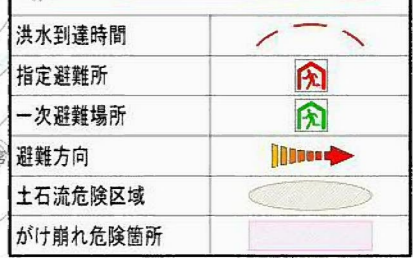 洪水到達時間
指定避難所
一次避難場所
避難方向
土石流危険区域
がけ崩れ危険箇所